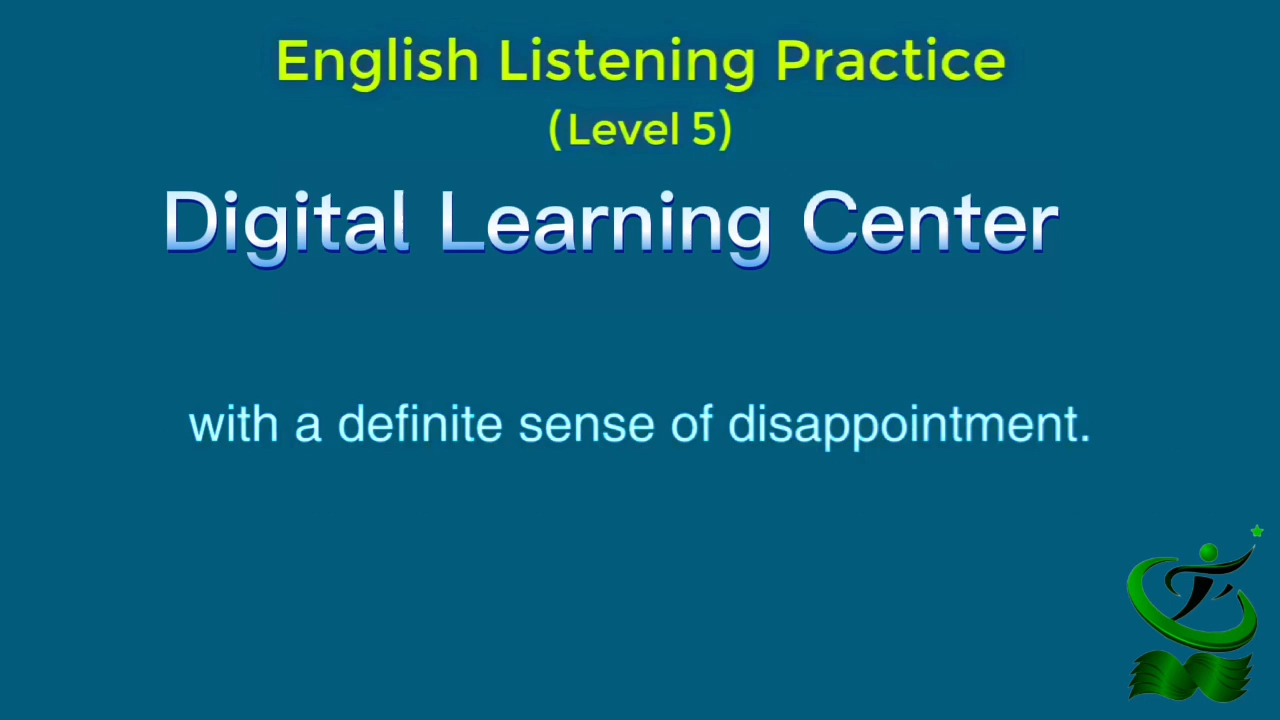 English Listening Practice
(Level 5)
Digital Learning Center
with a definite sense of disappointment.